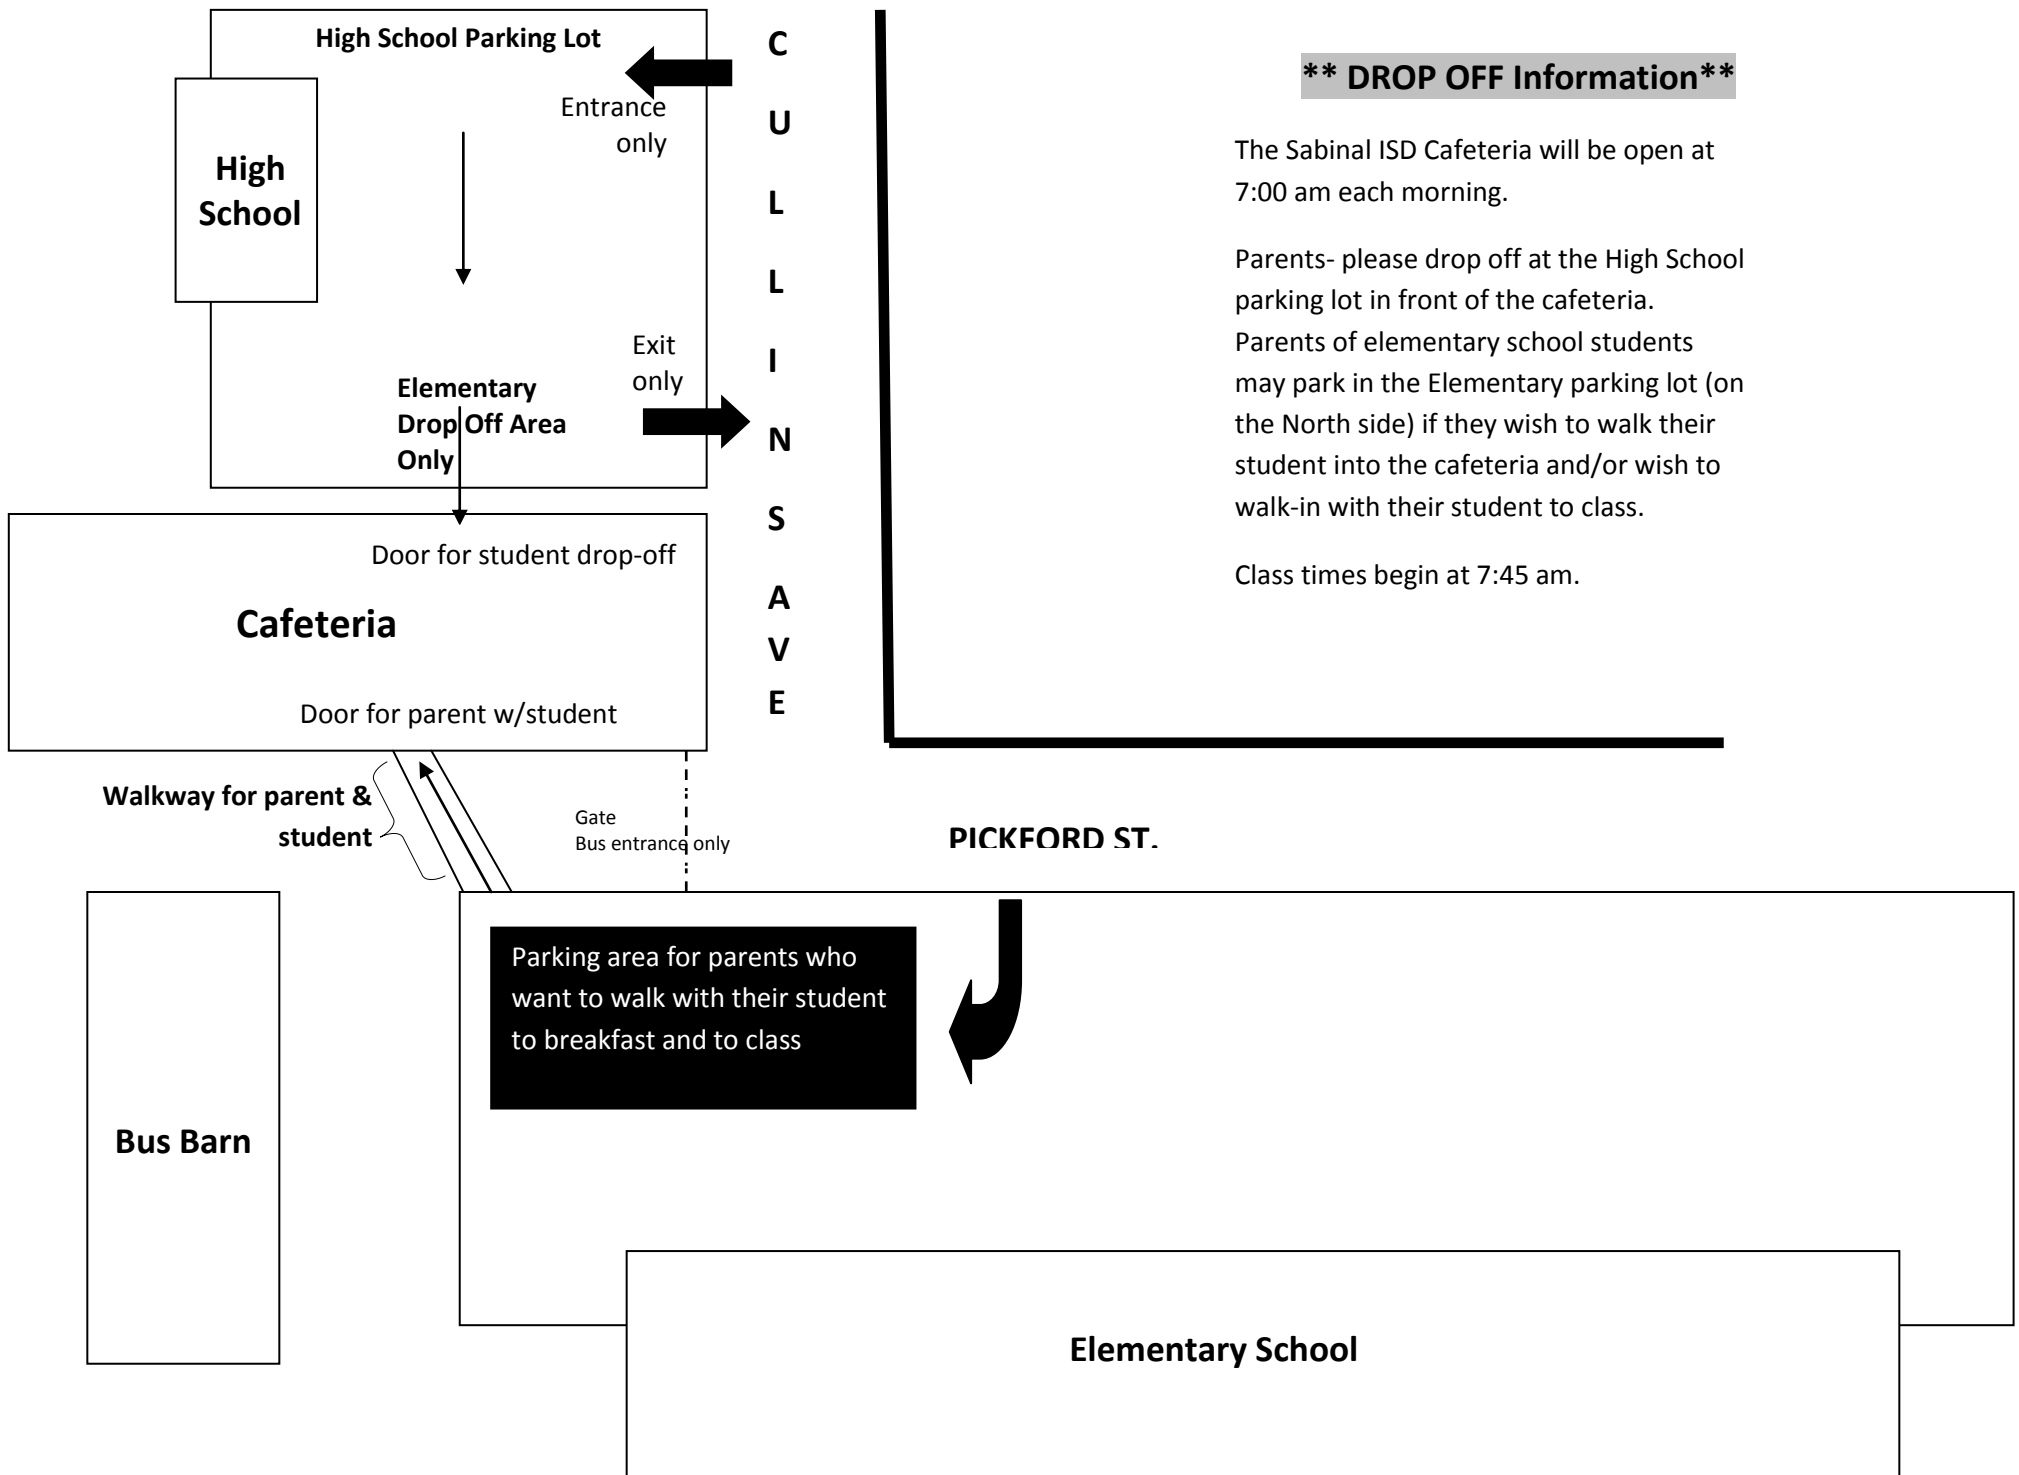 High School Parking Lot
Entrance
only
High
School
Exit
only
Elementary
Drop Off Area
Only
Door for student drop-off
Cafeteria
Door for parent w/student
C
U
L
L
I
N
S
A
V
E
** DROP OFF Information**
The Sabinal ISD Cafeteria will be open at
7:00 am each morning.
Parents- please drop off at the High School
parking lot in front of the cafeteria.
Parents of elementary school students
may park in the Elementary parking lot (on
the North side) if they wish to walk their
student into the cafeteria and/or wish to
walk-in with their student to class.
Class times begin at 7:45 am.
Walkway for parent &
student
Gate
Bus entrance only
PICKFORD ST.
Parking area for parents who
want to walk with their student
to breakfast and to class
Bus Barn
Elementary School